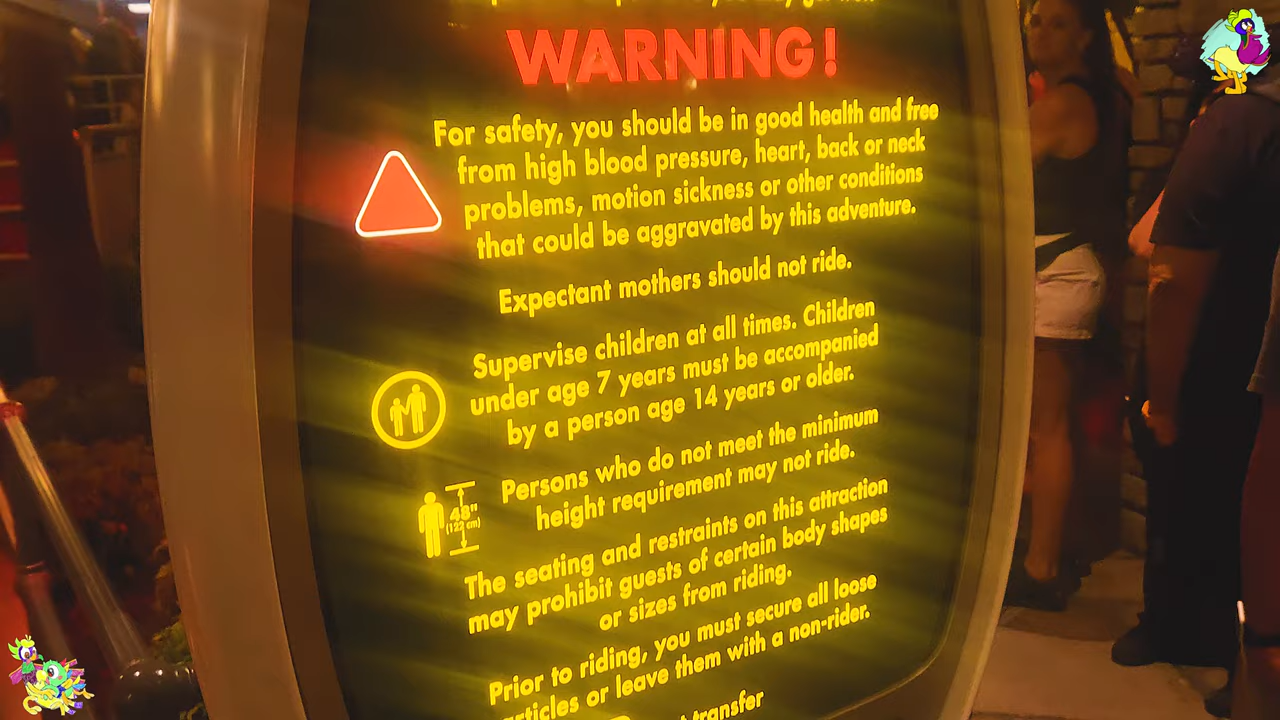 WARNING!
For safety, you should be in good health and free
from high blood pressure, heart, back or neck
problems, motion sickness or other conditions
that could be aggravated by this adventure.
Expectant mothers should not ride.
Supervise children at all times. Children
under age 7 years must be accompanied
by a person age 14 years or older.
48"
(122 cm)
Persons who do not meet the minimum
height requirement may not ride.
The seating and restraints on this attraction
may prohibit guests of certain body shapes
or sizes from riding.
Prior to riding, you must secure all loose
articles or leave them with a non-rider.
transfer